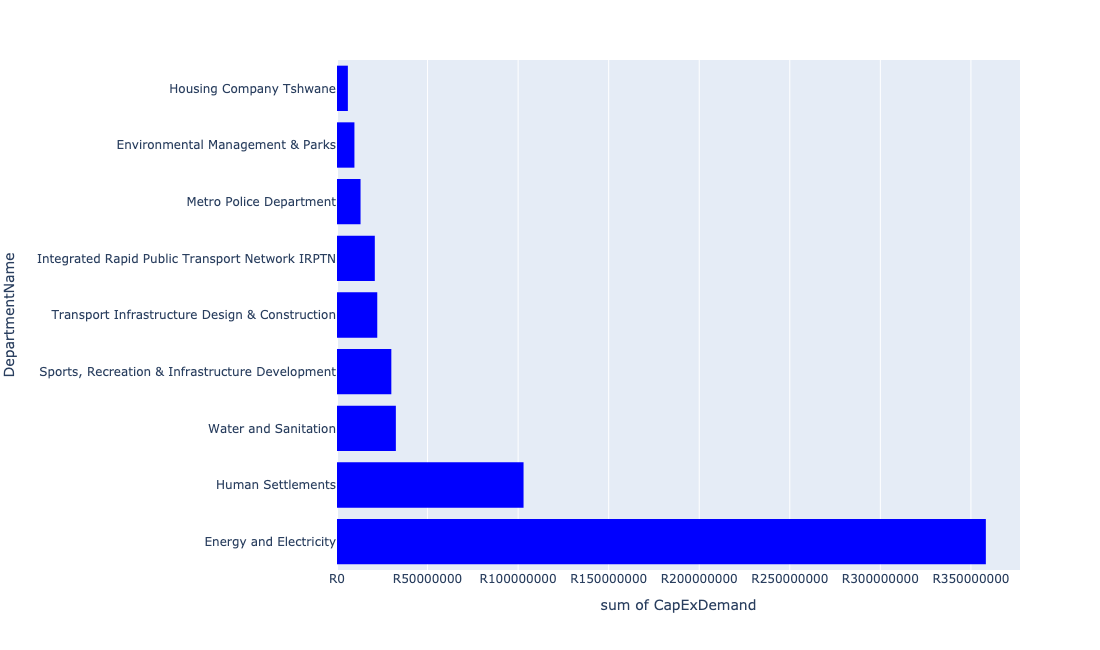 Housing Company Tshwane
Environmental Management & Parks
Metro Police Department
Integrated Rapid Public Transport Network IRPTN
Transport Infrastructure Design & Construction
Sports, Recreation & Infrastructure Development
Water and Sanitation
Human Settlements
Energy and Electricity
DepartmentName
R0 R50000000 R100000000 R150000000 R200000000 R250000000 R300000000 R350000000
sum of CapExDemand